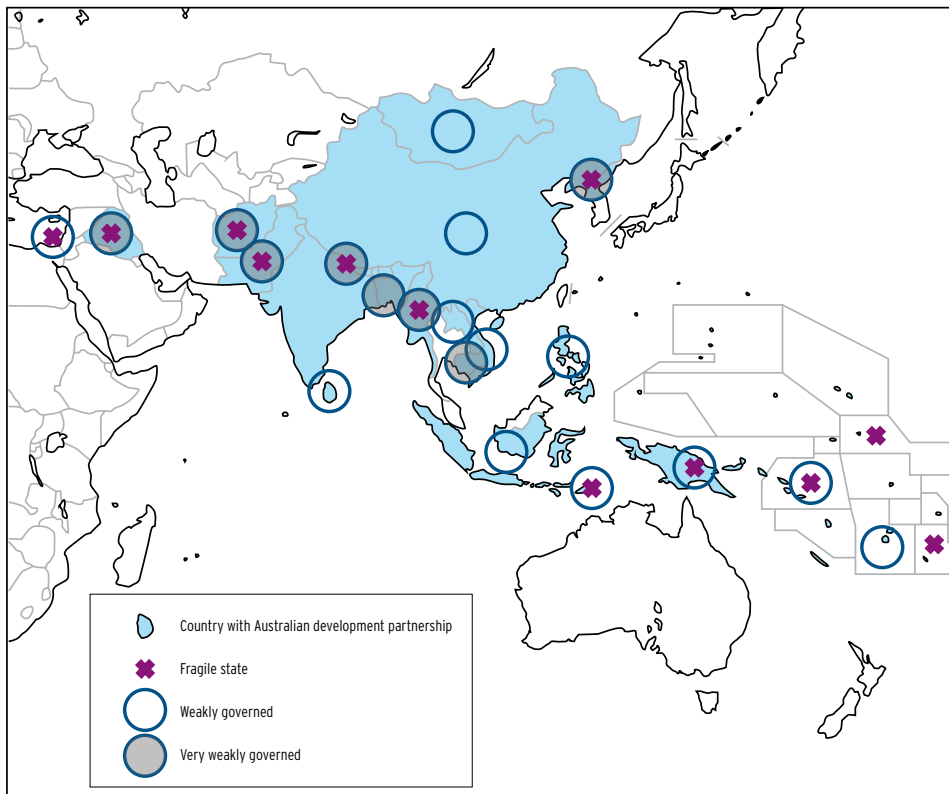 Country with Australian development partnership
Fragile state
Weakly governed
Very weakly governed